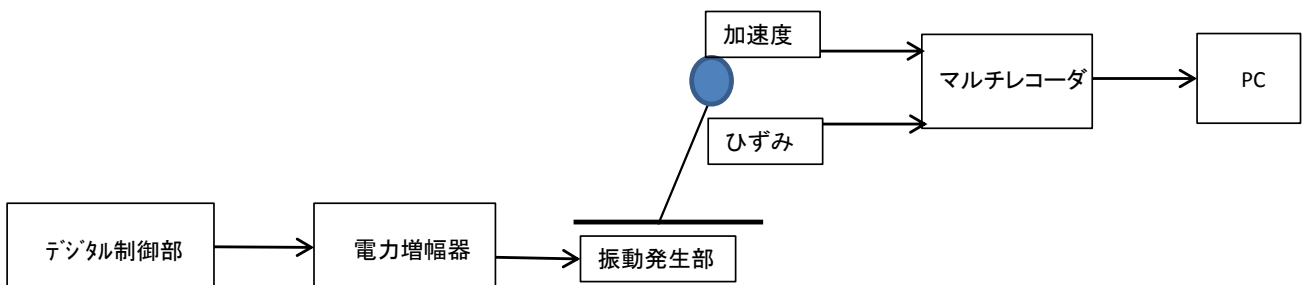 加速度
マルチレコーダ
PC
ひずみ
ﾃﾞｼﾞﾀﾙ制御部
電力増幅器
振動発生部